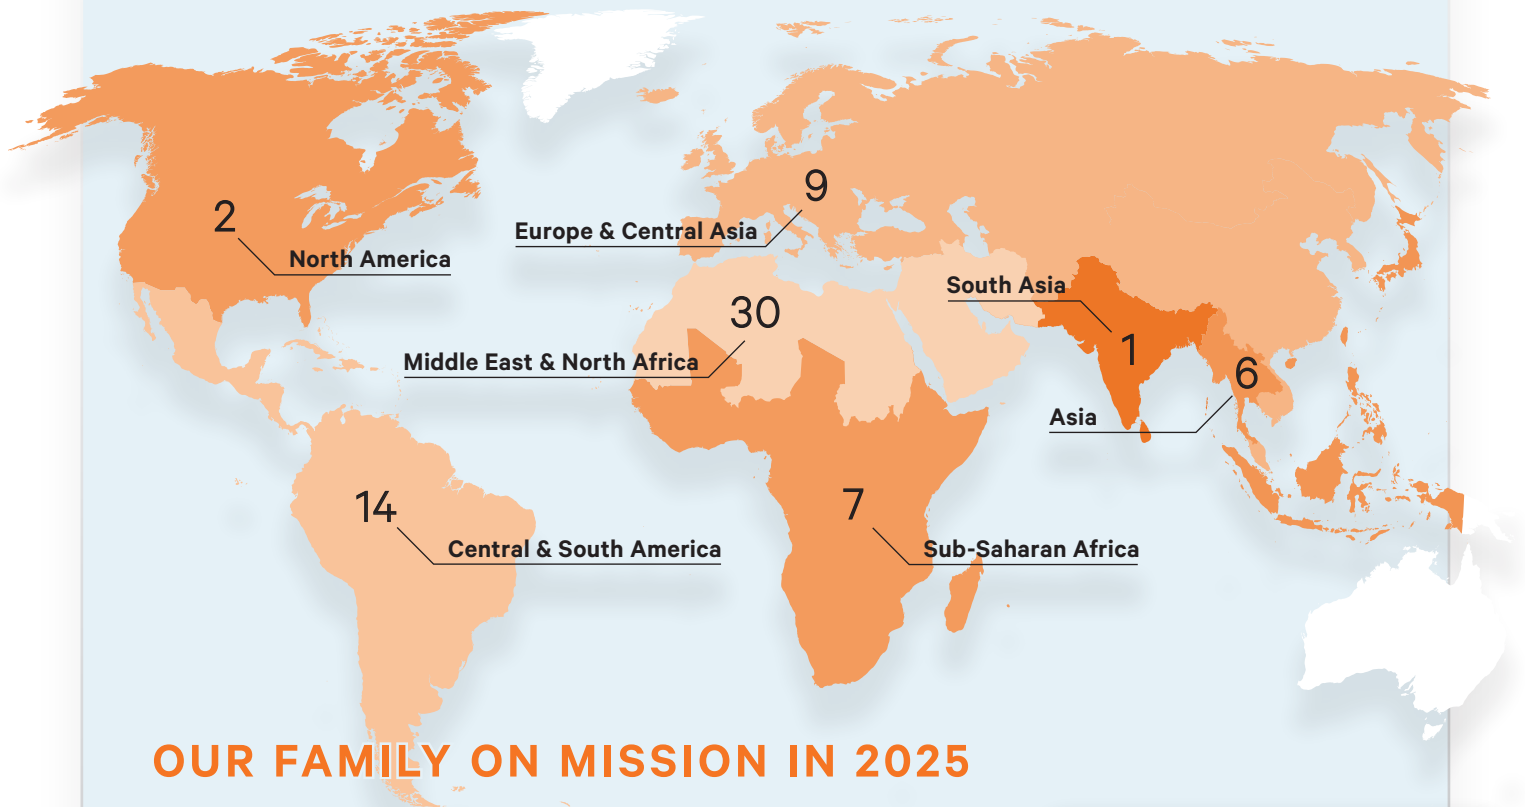 2
North America
9
Europe & Central Asia
30
Middle East & North Africa
South Asia
1
6
Asia
14
Central & South America
7
Sub-Saharan Africa
OUR FAMILY ON MISSION IN 2025